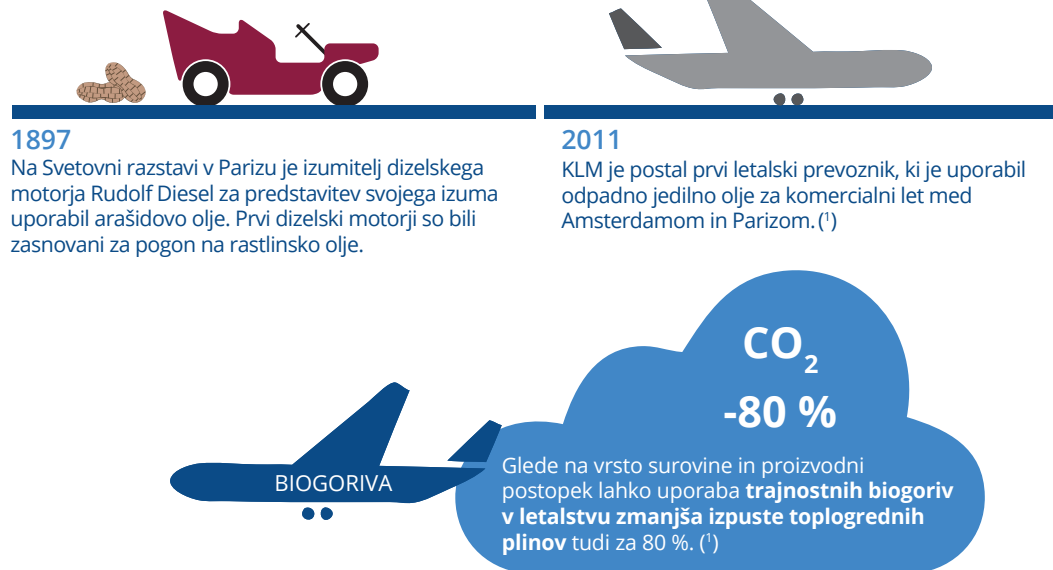 1897
Na Svetovni razstavi v Parizu je izumitelj dizelskega
motorja Rudolf Diesel za predstavitev svojega izuma
uporabil arašidovo olje. Prvi dizelski motorji so bili
zasnovani za pogon na rastlinsko olje.
2011
KLM je postal prvi letalski prevoznik, ki je uporabil
odpadno jedilno olje za komercialni let med
Amsterdamom in Parizom. (¹)
BIOGORIVA
CO₂
-80 %
Glede na vrsto surovine in proizvodni
postopek lahko uporaba trajnostnih biogoriv
v letalstvu zmanjša izpuste toplogrednih
plinov tudi za 80 %. (¹)